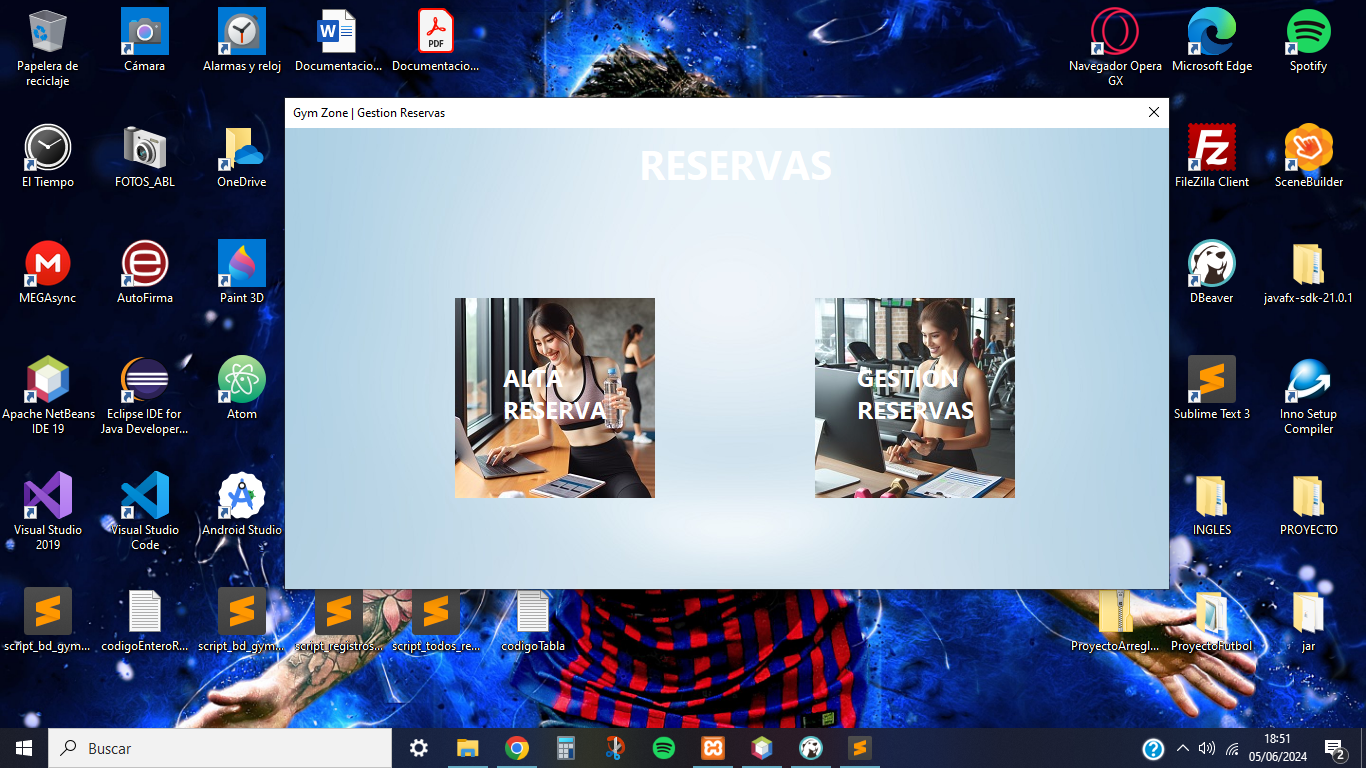 Papelera de
reciclaje
Cámara
Alarmas y reloj
W
Documentacio...
PDF
Documentacio...
Navegador Opera
GX
Microsoft Edge
Spotify
Gym Zone | Gestion Reservas
RESERVAS
El Tiempo
FOTOS_ABL
OneDrive
Fz
FileZilla Client
SceneBuilder
MEGAsync
AutoFirma
Paint 3D
DBeaver
javafx-sdk-21.0.1
ALTA
RESERVA
GESTION
RESERVAS
Apache NetBeans
IDE 19
Eclipse IDE for
Java Developer...
Atom
Sublime Text 3
Inno Setup
Compiler
Visual Studio
2019
Visual Studio
Code
Android Studio
INGLES
PROYECTO
script_bd_gym...
codigoEnteroR...
script_bd_gym...
script_registros...
script_todos_re...
codigoTabla
ProyectoArregl...
ProyectoFutbol
jar
Buscar
18:51
05/06/2024
2